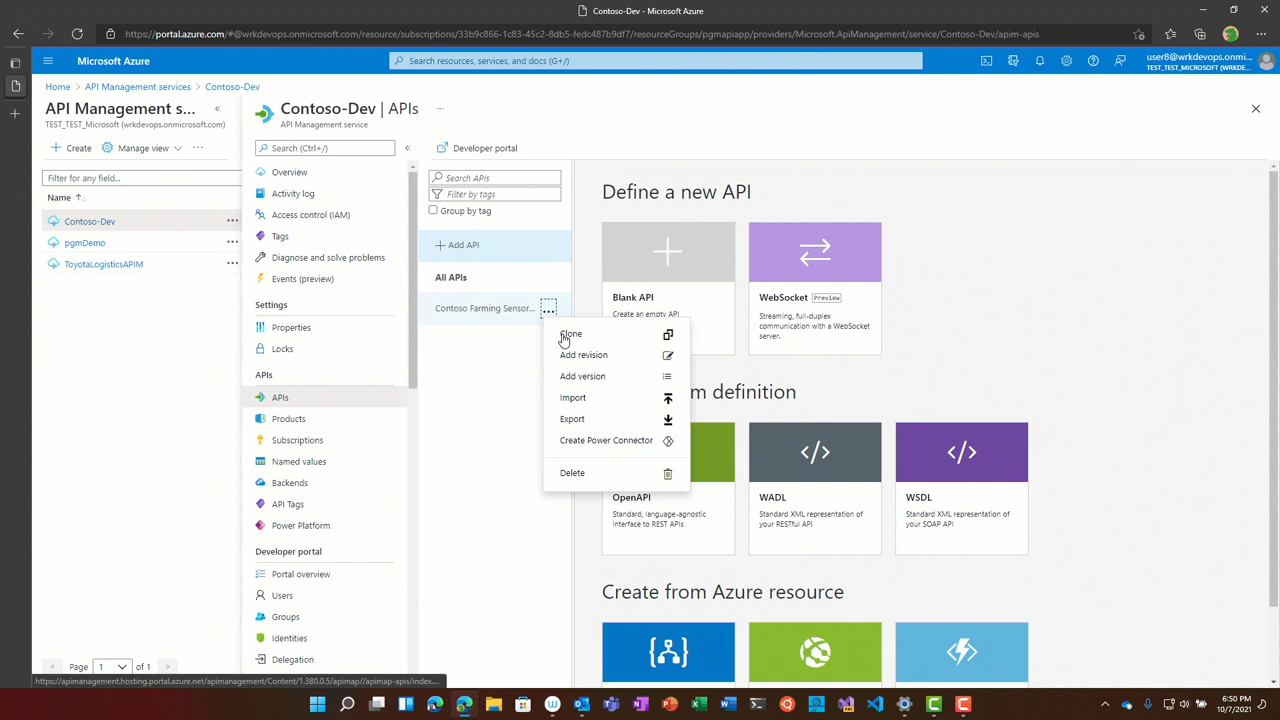 Contoso-Dev - Microsoft Azure
https://portal.azure.com/#@wrkdevops.onmicrosoft.com/resource/subscriptions/33b9c866-1c83-45c2-8db5-fedc487b9df7/resourceGroups/pgmapiapp/providers/Microsoft.ApiManagement/service/Contoso-Dev/apim-apis
Microsoft Azure
Search resources, services, and docs (G+/)
user8@wrkdevops.onmi...
TEST_TEST_MICROSOFT (WRKDE...
Home > API Management services > Contoso-Dev
API Management s...
TEST_TEST_Microsoft (wrkdevops.onmicrosoft.com)
Create
Manage view
Filter for any field...
Name
Contoso-Dev
pgmDemo
ToyotaLogisticsAPIM
Page 1 of 1
Contoso-Dev | APIs
API Management service
Search (Ctrl+/)
Overview
Activity log
Access control (IAM)
Tags
Diagnose and solve problems
Events (preview)
Settings
Properties
Locks
APIs
APIs
Products
Subscriptions
Named values
Backends
API Tags
Power Platform
Developer portal
Portal overview
Users
Groups
Identities
Delegation
Developer portal
Search APIs
Filter by tags
Group by tag
Add API
All APIs
Contoso Farming Sensor...
Clone
Add revision
Add version
Import
Export
Create Power Connector
Delete
Define a new API
Blank API
Create an empty API
WebSocket Preview
Streaming, full-duplex
communication with a WebSocket
server.
m definition
OpenAPI
Standard, language-agnostic
interface to REST APIs
WADL
Standard XML representation of
your RESTful API
WSDL
Standard XML representation of
your SOAP API
Create from Azure resource
https://apimanagement.hosting.portal.azure.net/apimanagement/Content/1.380.0.5/apimap//apimap-apis/index....
6:50 PM
10/7/2021